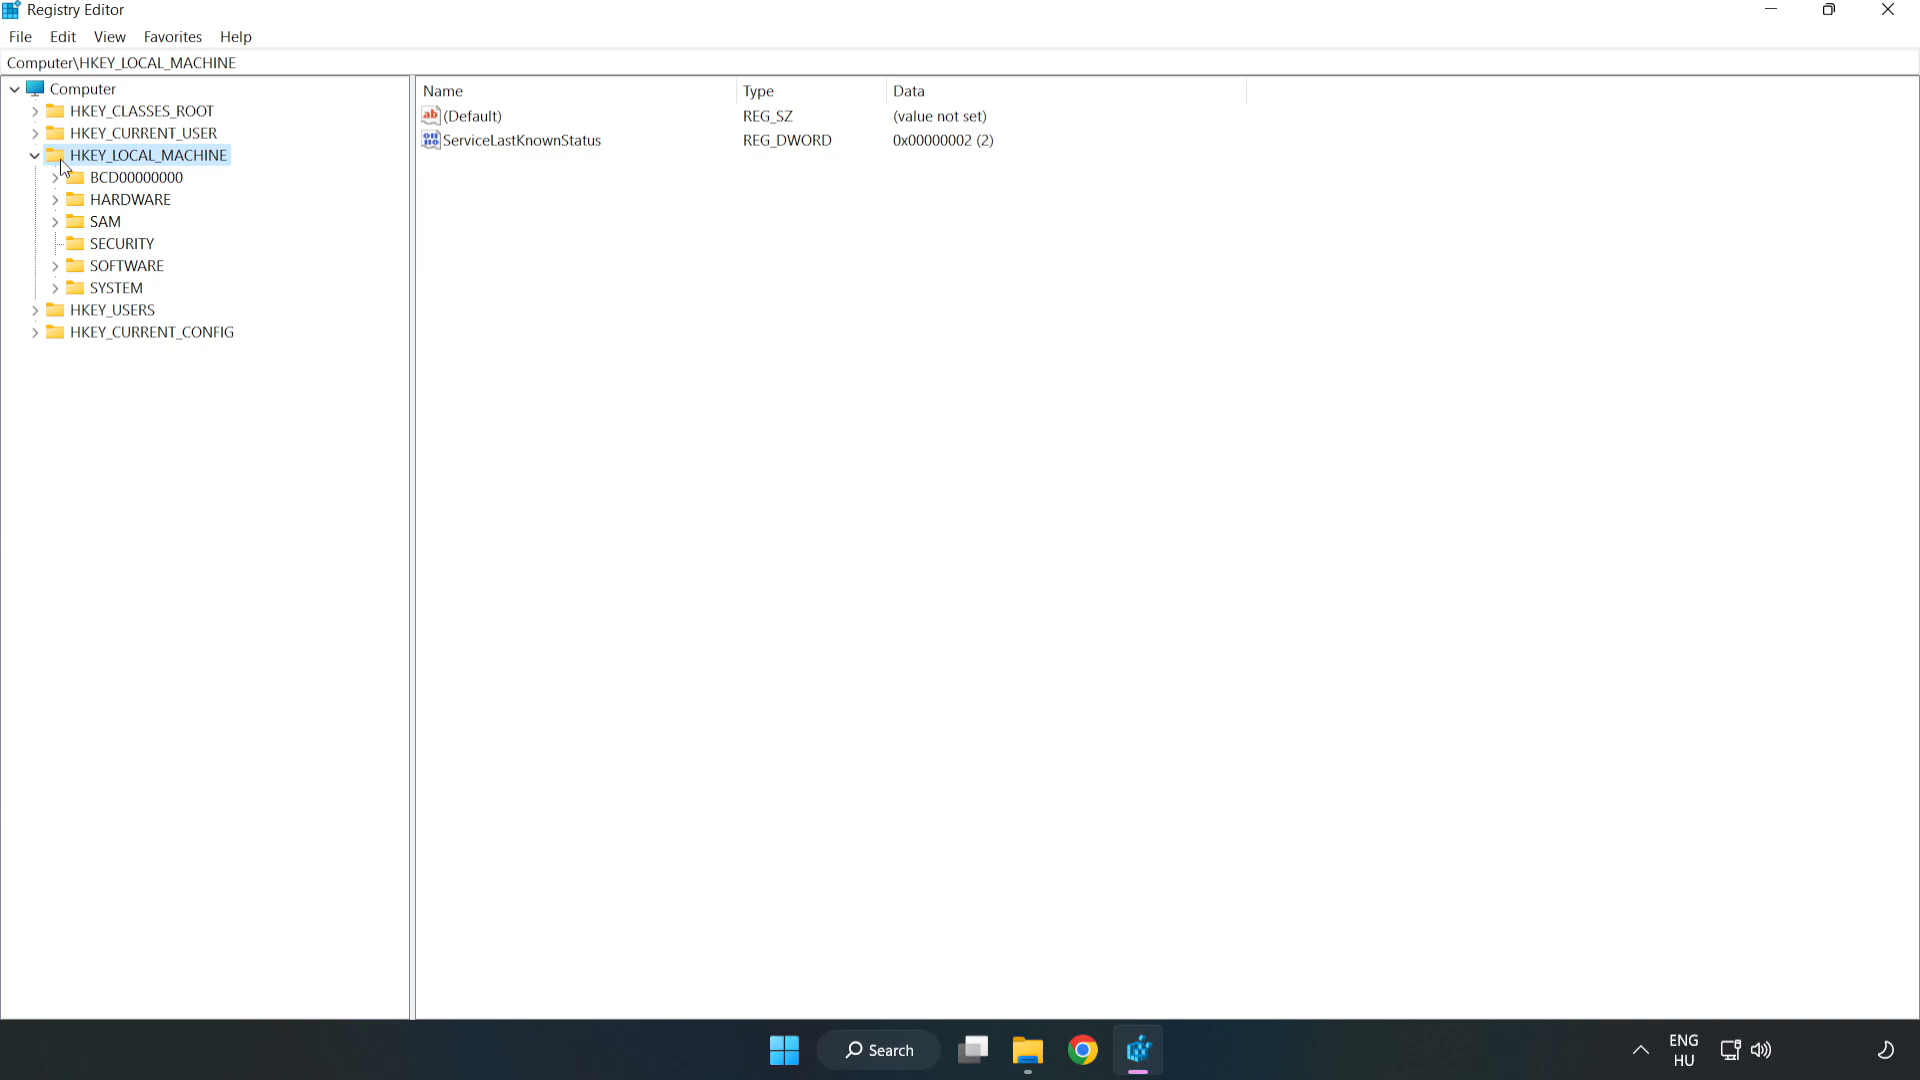 Registry Editor
File Edit View Favorites Help
Computer\HKEY_LOCAL_MACHINE
Computer
HKEY_CLASSES_ROOT
HKEY_CURRENT_USER
HKEY_LOCAL_MACHINE
BCD00000000
HARDWARE
SAM
SECURITY
SOFTWARE
SYSTEM
HKEY_USERS
HKEY_CURRENT_CONFIG
Name Type Data
(Default) REG_SZ (value not set)
ServiceLastKnownStatus REG_DWORD 0x00000002 (2)
Search
ENG
HU